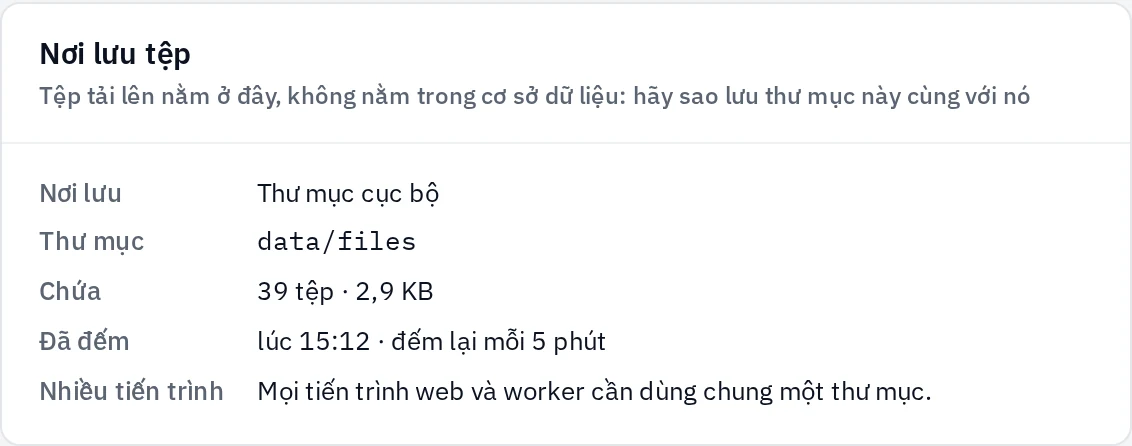 Nơi lưu tệp
Tệp tải lên nằm ở đây, không nằm trong cơ sở dữ liệu: hãy sao lưu thư mục này cùng với nó
Nơi lưu Thư mục cục bộ
Thư mục data/files
Chứa 39 tệp · 2,9 KB
Đã đếm lúc 15:12 · đếm lại mỗi 5 phút
Nhiều tiến trình Mọi tiến trình web và worker cần dùng chung một thư mục.